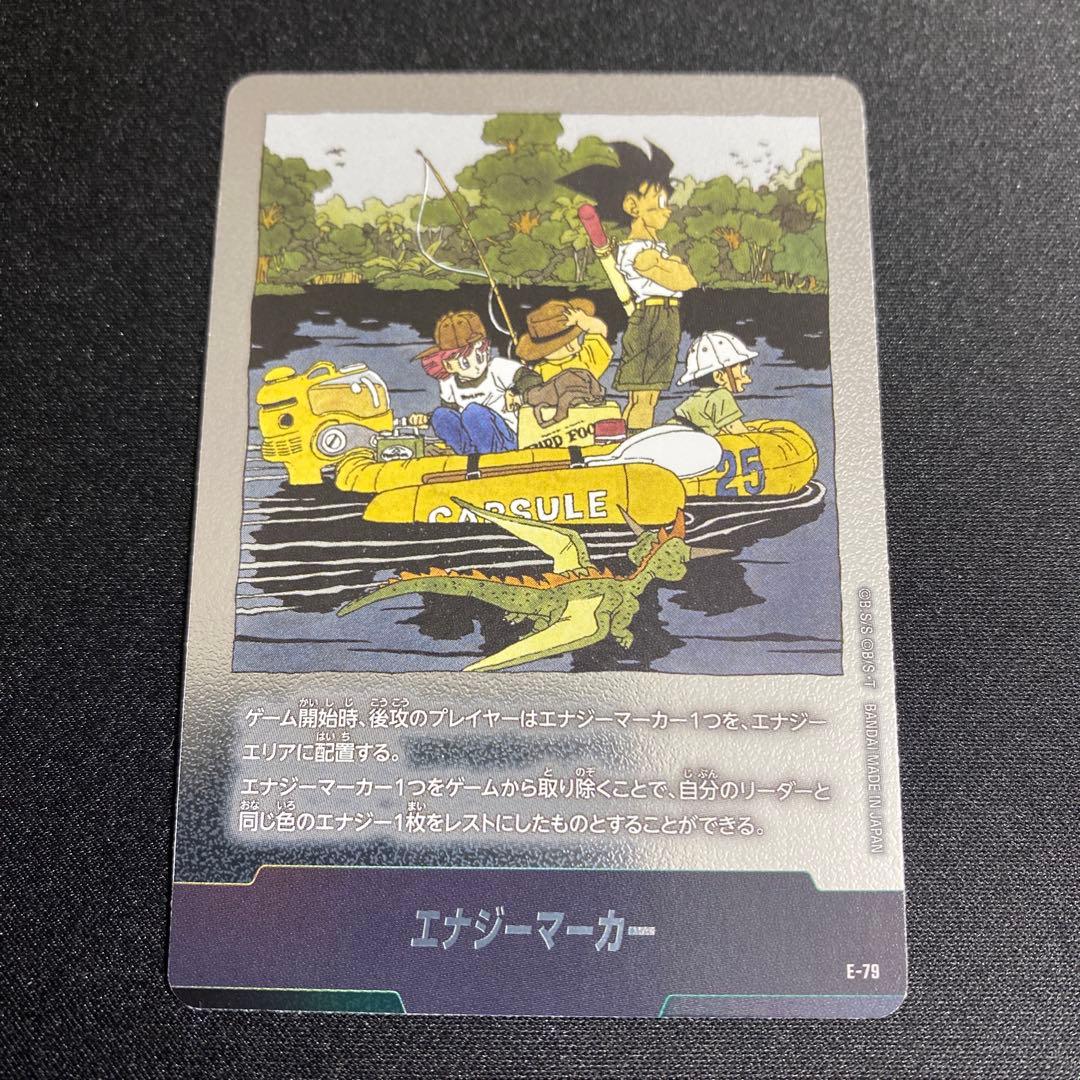 25
CAPSULE
ゲーム開始時、後攻のプレイヤーはエナジーマーカー1つを、エナジー
エリアに配置する。
エナジーマーカー1つをゲームから取り除くことで、自分のリーダーと
同じ色のエナジー1枚をレストにしたものとすることができる。
©B・S/S ©B/S・T BANDAI MADE IN JAPAN
エナジーマーカー
E-79